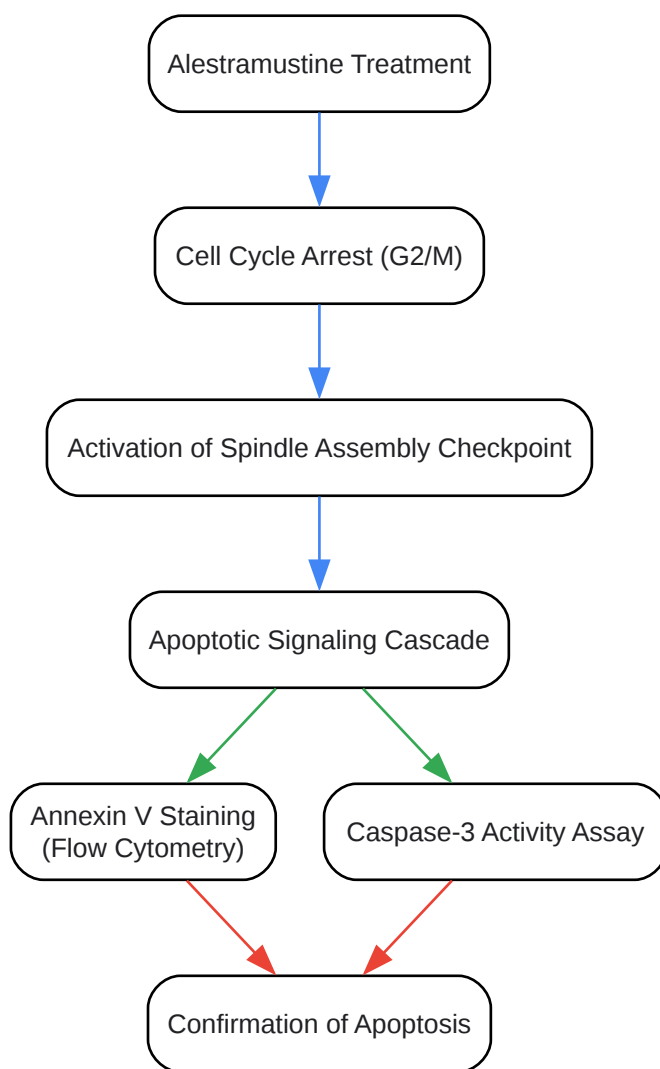 Alestramustine Treatment
Cell Cycle Arrest (G2/M)
Activation of Spindle Assembly Checkpoint
Apoptotic Signaling Cascade
Annexin V Staining
(Flow Cytometry)
Caspase-3 Activity Assay
Confirmation of Apoptosis